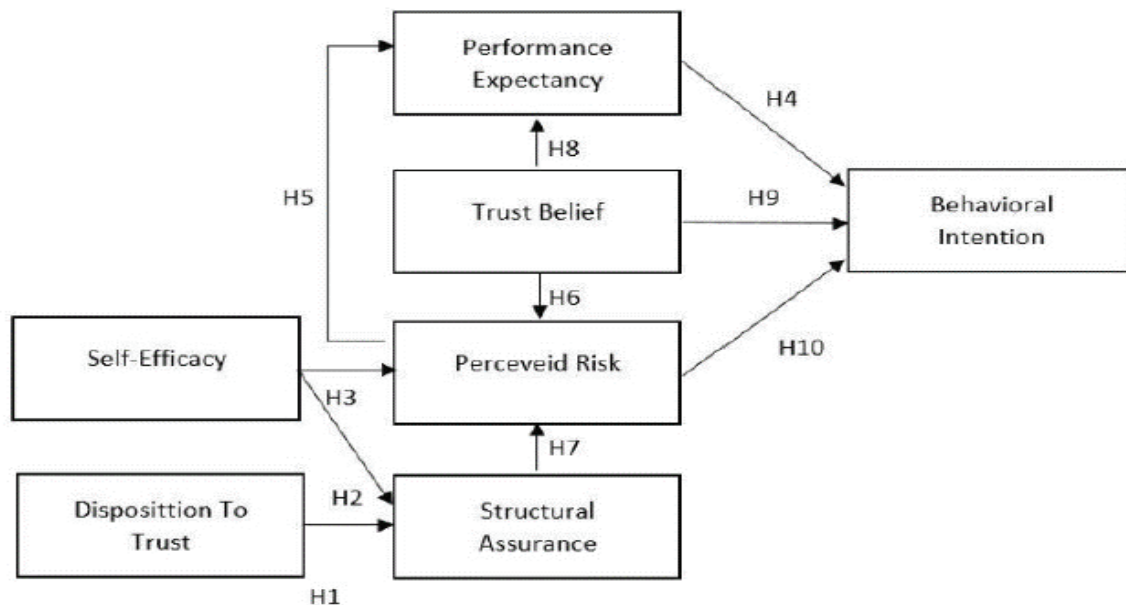 Performance
Expectancy
H4
H8
H5
Trust Belief
H9
Behavioral
Intention
H6
Self-Efficacy
Perceveid Risk
H10
H3
H7
Disposittion To
Trust
H2
Structural
Assurance
H1